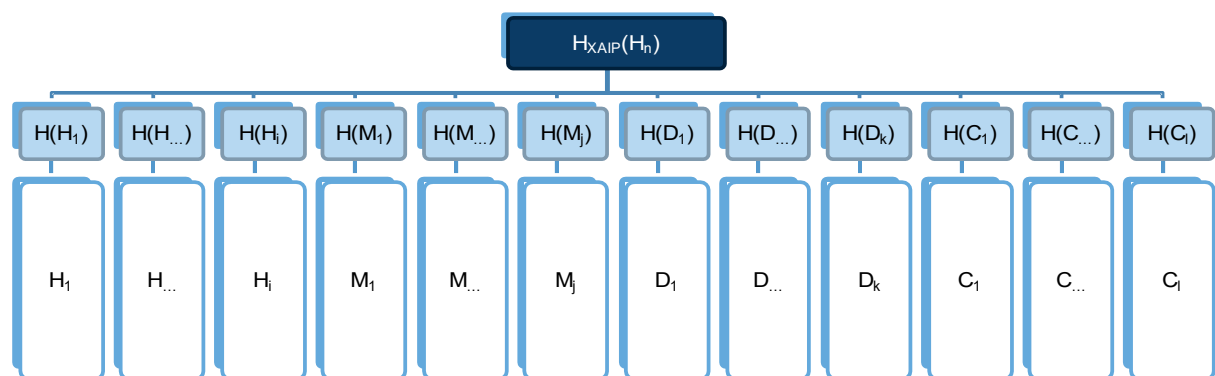 H_XAIP(H_n)
H(H_1) H(H_...) H(H_i) H(M_1) H(M_...) H(M_j) H(D_1) H(D_...) H(D_k) H(C_1) H(C_...) H(C_l)
H_1 H_... H_i M_1 M_... M_j D_1 D_... D_k C_1 C_... C_l